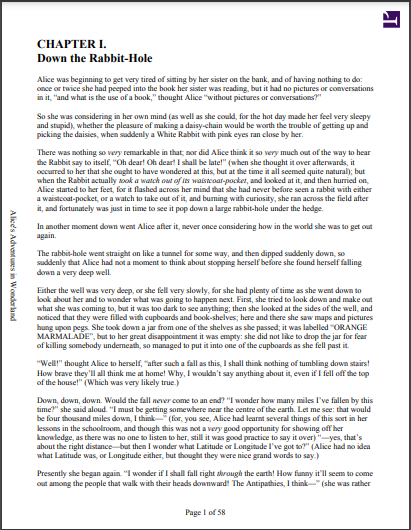 CHAPTER I.
Down the Rabbit-Hole
Alice was beginning to get very tired of sitting by her sister on the bank, and of having nothing to do:
once or twice she had peeped into the book her sister was reading, but it had no pictures or conversations
in it, “and what is the use of a book,” thought Alice “without pictures or conversations?”
So she was considering in her own mind (as well as she could, for the hot day made her feel very sleepy
and stupid), whether the pleasure of making a daisy-chain would be worth the trouble of getting up and
picking the daisies, when suddenly a White Rabbit with pink eyes ran close by her.
There was nothing so very remarkable in that; nor did Alice think it so very much out of the way to hear
the Rabbit say to itself, “Oh dear! Oh dear! I shall be late!” (when she thought it over afterwards, it
occurred to her that she ought to have wondered at this, but at the time it all seemed quite natural); but
when the Rabbit actually took a watch out of its waistcoat-pocket, and looked at it, and then hurried on,
Alice started to her feet, for it flashed across her mind that she had never before seen a rabbit with either
a waistcoat-pocket, or a watch to take out of it, and burning with curiosity, she ran across the field after
it, and fortunately was just in time to see it pop down a large rabbit-hole under the hedge.
In another moment down went Alice after it, never once considering how in the world she was to get out
again.
The rabbit-hole went straight on like a tunnel for some way, and then dipped suddenly down, so
suddenly that Alice had not a moment to think about stopping herself before she found herself falling
down a very deep well.
Either the well was very deep, or she fell very slowly, for she had plenty of time as she went down to
look about her and to wonder what was going to happen next. First, she tried to look down and make out
what she was coming to, but it was too dark to see anything; then she looked at the sides of the well, and
noticed that they were filled with cupboards and book-shelves; here and there she saw maps and pictures
hung upon pegs. She took down a jar from one of the shelves as she passed; it was labelled “ORANGE
MARMALADE”, but to her great disappointment it was empty: she did not like to drop the jar for fear
of killing somebody underneath, so managed to put it into one of the cupboards as she fell past it.
“Well!” thought Alice to herself, “after such a fall as this, I shall think nothing of tumbling down stairs!
How brave they’ll all think me at home! Why, I wouldn’t say anything about it, even if I fell off the top
of the house!” (Which was very likely true.)
Down, down, down. Would the fall never come to an end? “I wonder how many miles I’ve fallen by this
time?” she said aloud. “I must be getting somewhere near the centre of the earth. Let me see: that would
be four thousand miles down, I think—” (for, you see, Alice had learnt several things of this sort in her
lessons in the schoolroom, and though this was not a very good opportunity for showing off her
knowledge, as there was no one to listen to her, still it was good practice to say it over) “—yes, that’s
about the right distance—but then I wonder what Latitude or Longitude I’ve got to?” (Alice had no idea
what Latitude was, or Longitude either, but thought they were nice grand words to say.)
Presently she began again. “I wonder if I shall fall right through the earth! How funny it’ll seem to come
out among the people that walk with their heads downward! The Antipathies, I think—” (she was rather
Alice's Adventures in Wonderland
Page 1 of 58